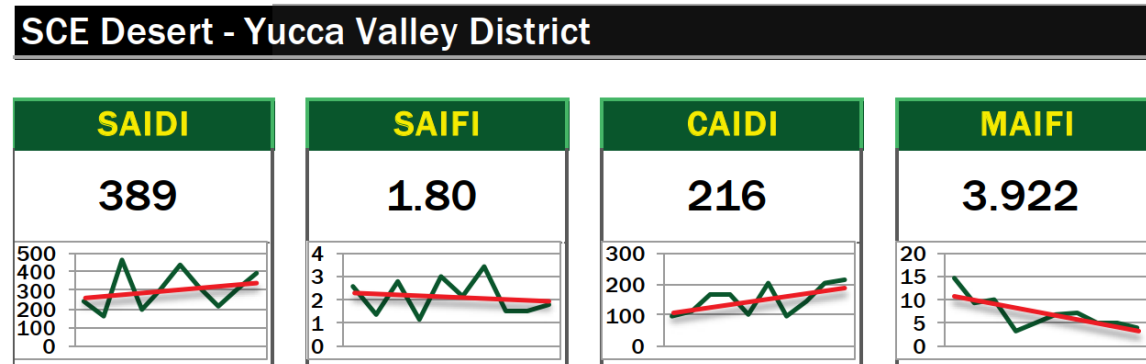 SCE Desert - Yucca Valley District
SAIDI SAIFI CAIDI MAIFI
389 1.80 216 3.922
500 4 300 20
400 3 200 15
300 2 100 10
200 1 0 5
100 0 0
0